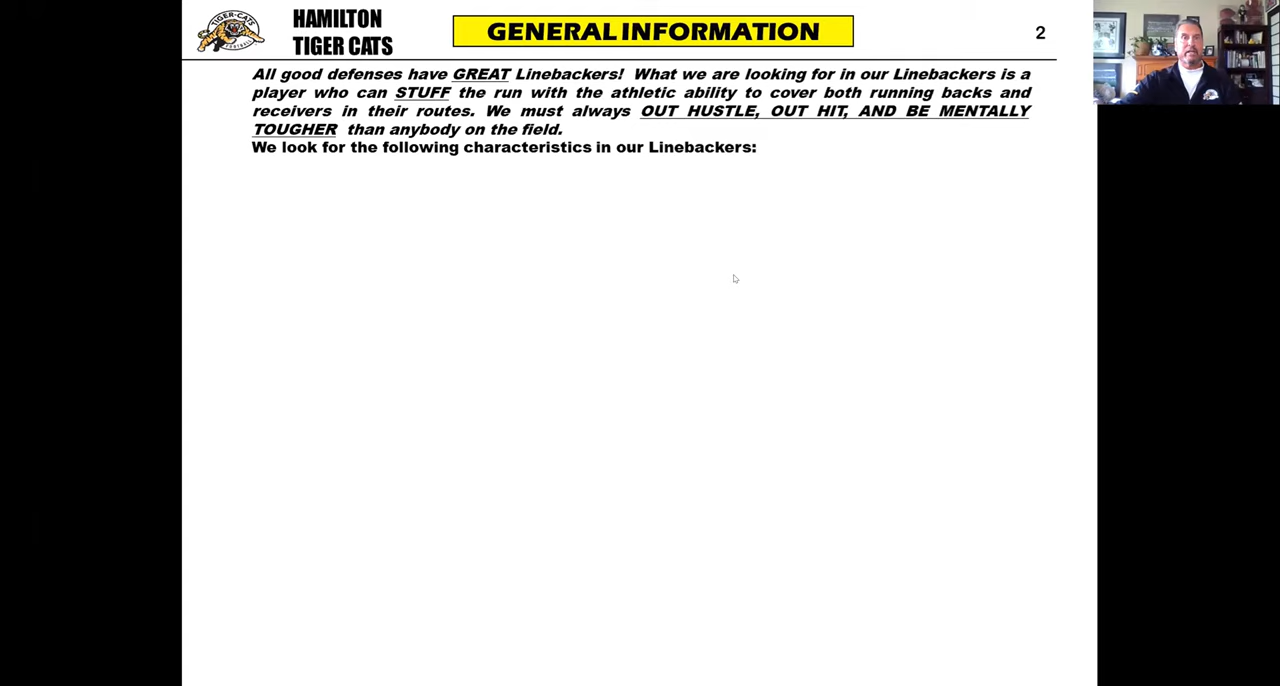 TIGER-CATS
FOOTBALL
HAMILTON
TIGER CATS
GENERAL INFORMATION
2
All good defenses have GREAT Linebackers! What we are looking for in our Linebackers is a
player who can STUFF the run with the athletic ability to cover both running backs and
receivers in their routes. We must always OUT HUSTLE, OUT HIT, AND BE MENTALLY
TOUGHER than anybody on the field.
We look for the following characteristics in our Linebackers: